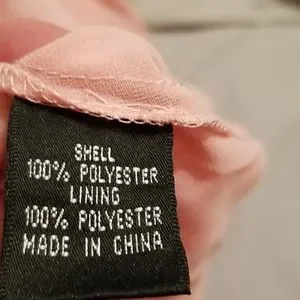 SHELL
100% POLYESTER
LINING
100% POLYESTER
MADE IN CHINA